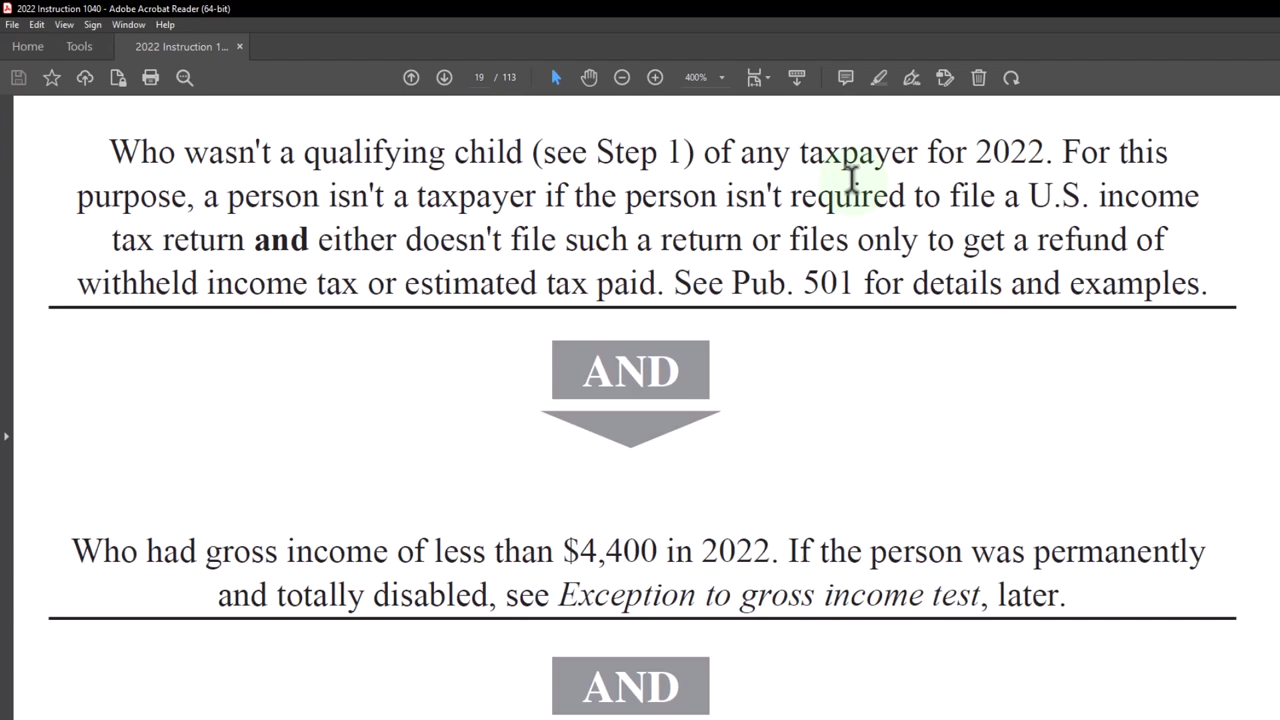 2022 Instruction 1040 - Adobe Acrobat Reader (64-bit)
File Edit View Sign Window Help
Home Tools 2022 Instruction 1... ×
19 / 113 400%
Who wasn't a qualifying child (see Step 1) of any taxpayer for 2022. For this
purpose, a person isn't a taxpayer if the person isn't required to file a U.S. income
tax return and either doesn't file such a return or files only to get a refund of
withheld income tax or estimated tax paid. See Pub. 501 for details and examples.
AND
Who had gross income of less than $4,400 in 2022. If the person was permanently
and totally disabled, see Exception to gross income test, later.
AND